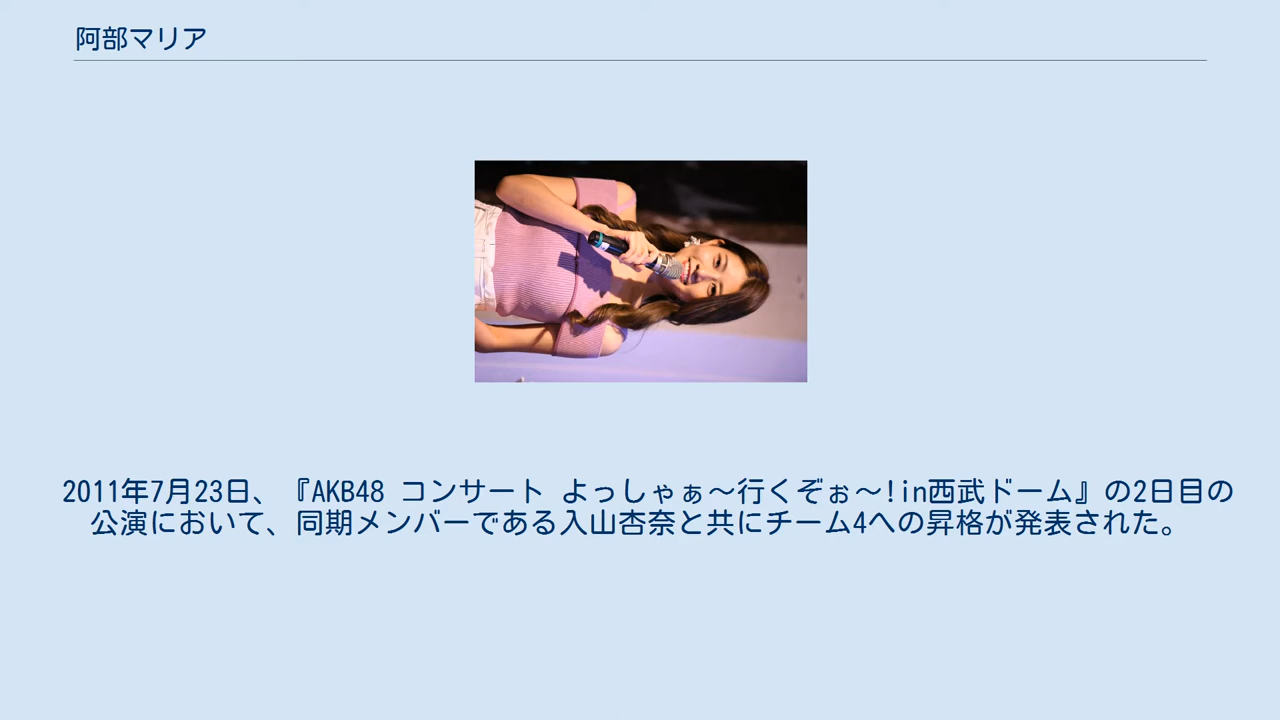 阿部マリア
2011年7月23日、『AKB48 コンサート よっしゃぁ～行くぞぉ～!in西武ドーム』の2日目の
公演において、同期メンバーである入山杏奈と共にチーム4への昇格が発表された。